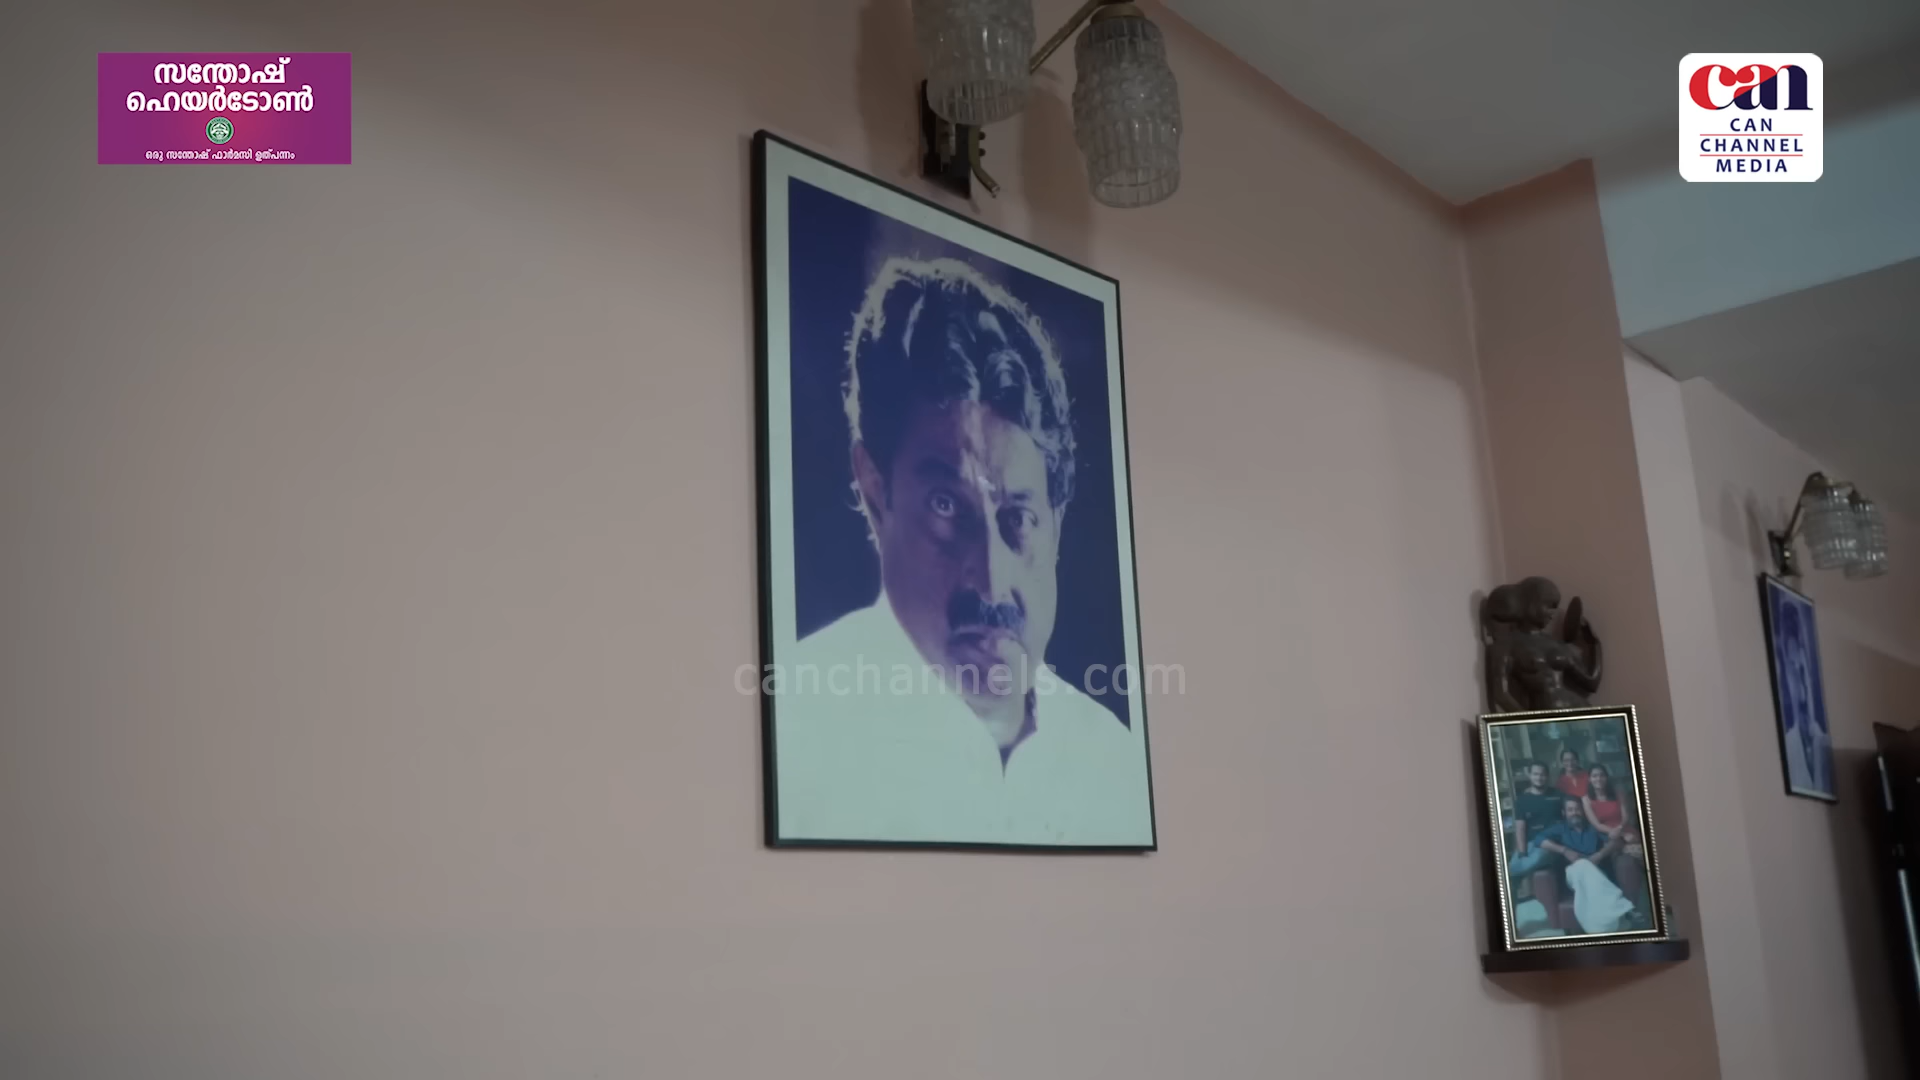 സന്തോഷ്
ഹെയർടോൺ
ഒരു സന്തോഷ് ഫാർമസി ഉത്പന്നം
can
CAN
CHANNEL
MEDIA
canchannels.com